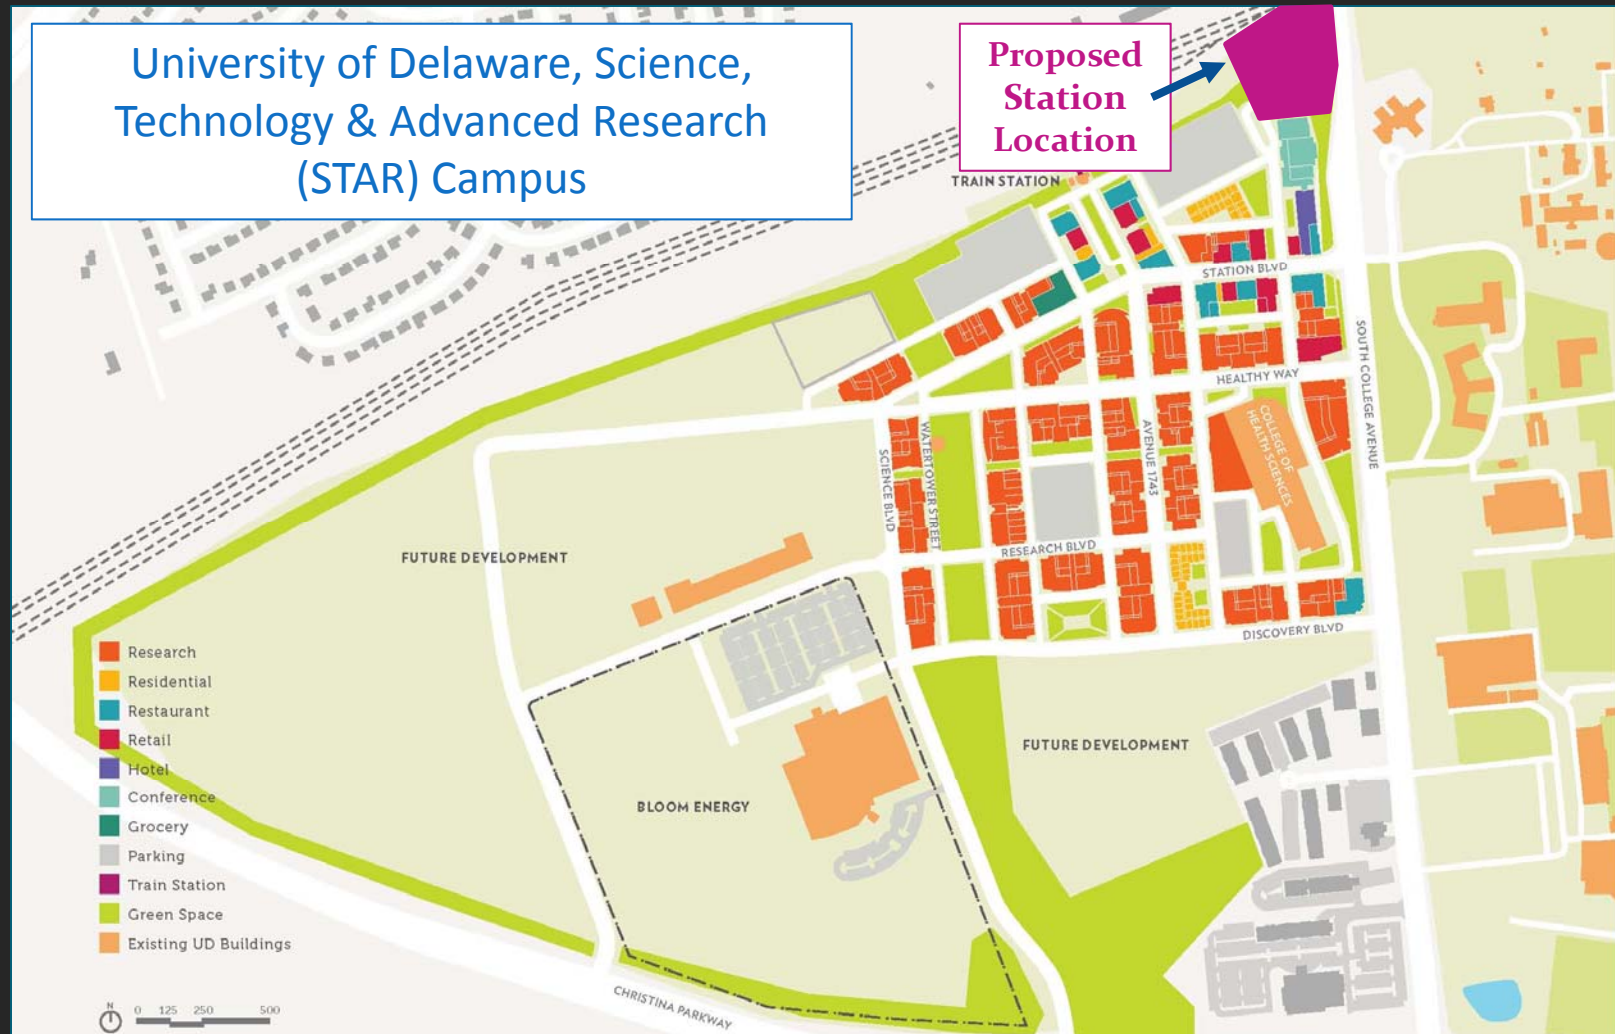 University of Delaware, Science,
Technology & Advanced Research
(STAR) Campus
Proposed
Station
Location
TRAIN STATION
STATION BLVD
HEALTHY WAY
SOUTH COLLEGE AVENUE
COLLEGE OF
HEALTH SCIENCES
AVENUE 1743
WATERTOWER STREET
SCIENCE BLVD
RESEARCH BLVD
DISCOVERY BLVD
FUTURE DEVELOPMENT
FUTURE DEVELOPMENT
BLOOM ENERGY
CHRISTINA PARKWAY
Research
Residential
Restaurant
Retail
Hotel
Conference
Grocery
Parking
Train Station
Green Space
Existing UD Buildings
N
0 125 250 500